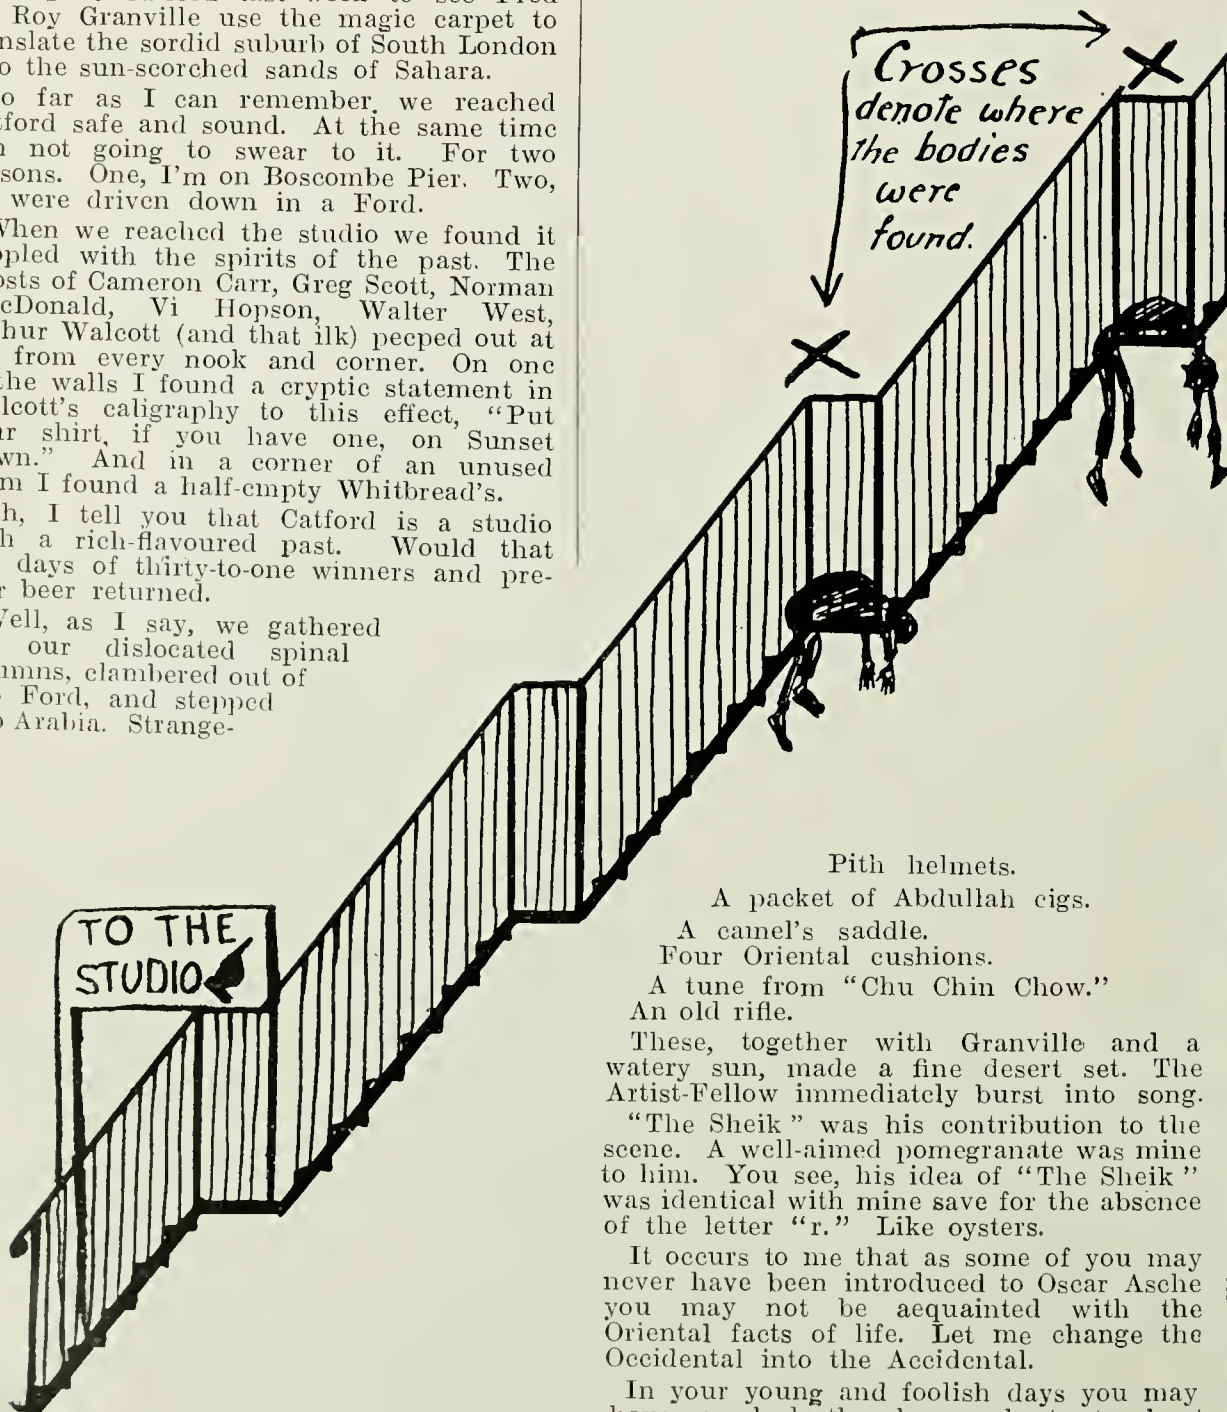 Roy Granville use the magic carpet to
nslate the sordid suburb of South London
o the sun-scorched sands of Sahara.
o far as I can remember, we reached
ford safe and sound. At the same time
not going to swear to it. For two
sons. One, I'm on Boscombe Pier. Two,
were driven down in a Ford.
When we reached the studio we found it
pled with the spirits of the past. The
osts of Cameron Carr, Greg Scott, Norman
cDonald, Vi Hopson, Walter West,
hur Walcott (and that ilk) peeped out at
from every nook and corner. On one
the walls I found a cryptic statement in
lcott's caligraphy to this effect, "Put
ur shirt, if you have one, on Sunset
wn." And in a corner of an unused
m I found a half-empty Whitbread's.
h, I tell you that Catford is a studio
h a rich-flavoured past. Would that
days of thirty-to-one winners and pre-
r beer returned.
Vell, as I say, we gathered
our dislocated spinal
umns, clambered out of
Ford, and stepped
o Arabia. Strange-
Crosses
denote where
the bodies
were
found.
TO THE
STUDIO
Pith helmets.
A packet of Abdullah cigs.
A camel's saddle.
Four Oriental cushions.
A tune from "Chu Chin Chow."
An old rifle.
These, together with Granville and a
watery sun, made a fine desert set. The
Artist-Fellow immediately burst into song.
"The Sheik" was his contribution to the
scene. A well-aimed pomegranate was mine
to him. You see, his idea of "The Sheik"
was identical with mine save for the absence
of the letter "r." Like oysters.
It occurs to me that as some of you may
never have been introduced to Oscar Asche
you may not be aequainted with the
Oriental facts of life. Let me change the
Occidental into the Accidental.
In your young and foolish days you may